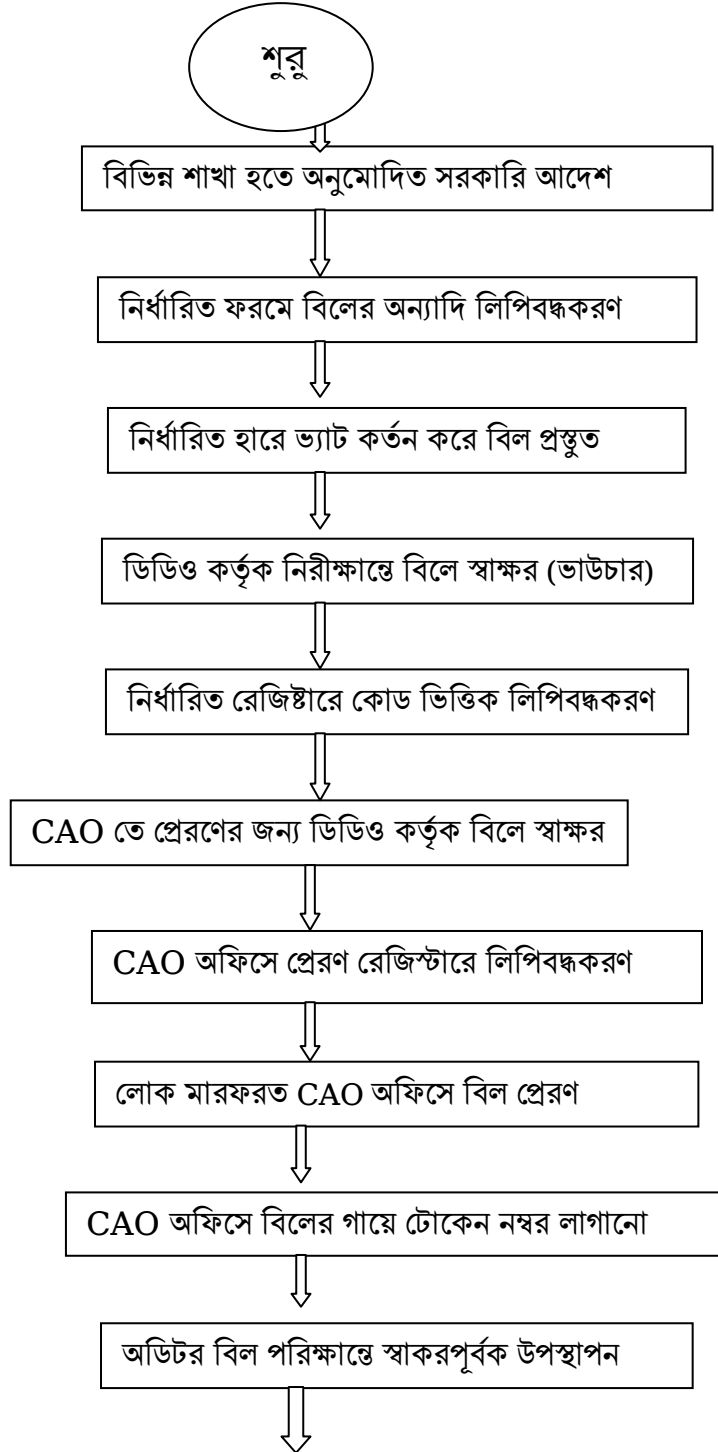 শুরু
বিভিন্ন শাখা হতে অনুমোদিত সরকারি আদেশ
নির্ধারিত ফরমে বিলের অন্যাদি লিপিবদ্ধকরণ
নির্ধারিত হারে ভ্যাট কর্তন করে বিল প্রস্তুত
ডিডিও কর্তৃক নিরীক্ষান্তে বিলে স্বাক্ষর (ভাউচার)
নির্ধারিত রেজিষ্টারে কোড ভিত্তিক লিপিবদ্ধকরণ
CAO তে প্রেরণের জন্য ডিডিও কর্তৃক বিলে স্বাক্ষর
CAO অফিসে প্রেরণ রেজিস্টারে লিপিবদ্ধকরণ
লোক মারফরত CAO অফিসে বিল প্রেরণ
CAO অফিসে বিলের গায়ে টোকেন নম্বর লাগানো
অডিটর বিল পরিক্ষান্তে স্বাকরপূর্বক উপস্থাপন